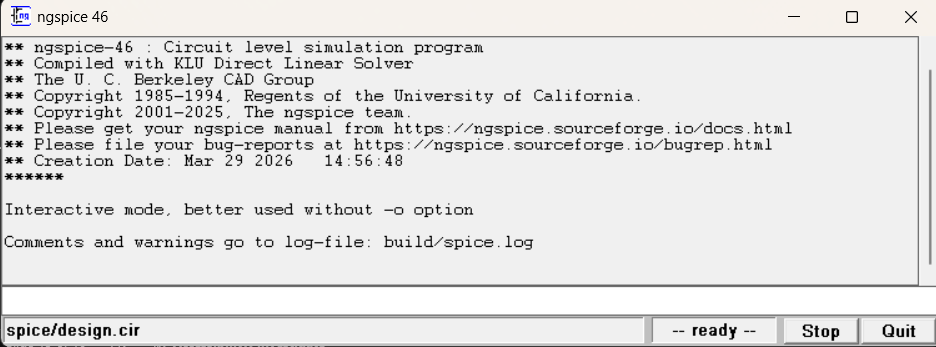 ngspice 46
** ngspice-46 : Circuit level simulation program
** Compiled with KLU Direct Linear Solver
** The U. C. Berkeley CAD Group
** Copyright 1985-1994, Regents of the University of California.
** Copyright 2001-2025, The ngspice team.
** Please get your ngspice manual from https://ngspice.sourceforge.io/docs.html
** Please file your bug-reports at https://ngspice.sourceforge.io/bugrep.html
** Creation Date: Mar 29 2026   14:56:48
******
Interactive mode, better used without -o option
Comments and warnings go to log-file: build/spice.log
spice/design.cir
-- ready --
Stop
Quit